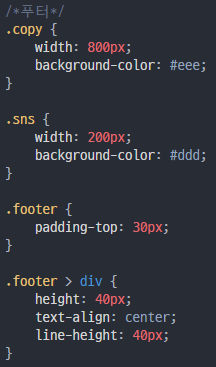 /*푸터*/
.copy {
    width: 800px;
    background-color: #eee;
}

.sns {
    width: 200px;
    background-color: #ddd;
}

.footer {
    padding-top: 30px;
}

.footer > div {
    height: 40px;
    text-align: center;
    line-height: 40px;
}